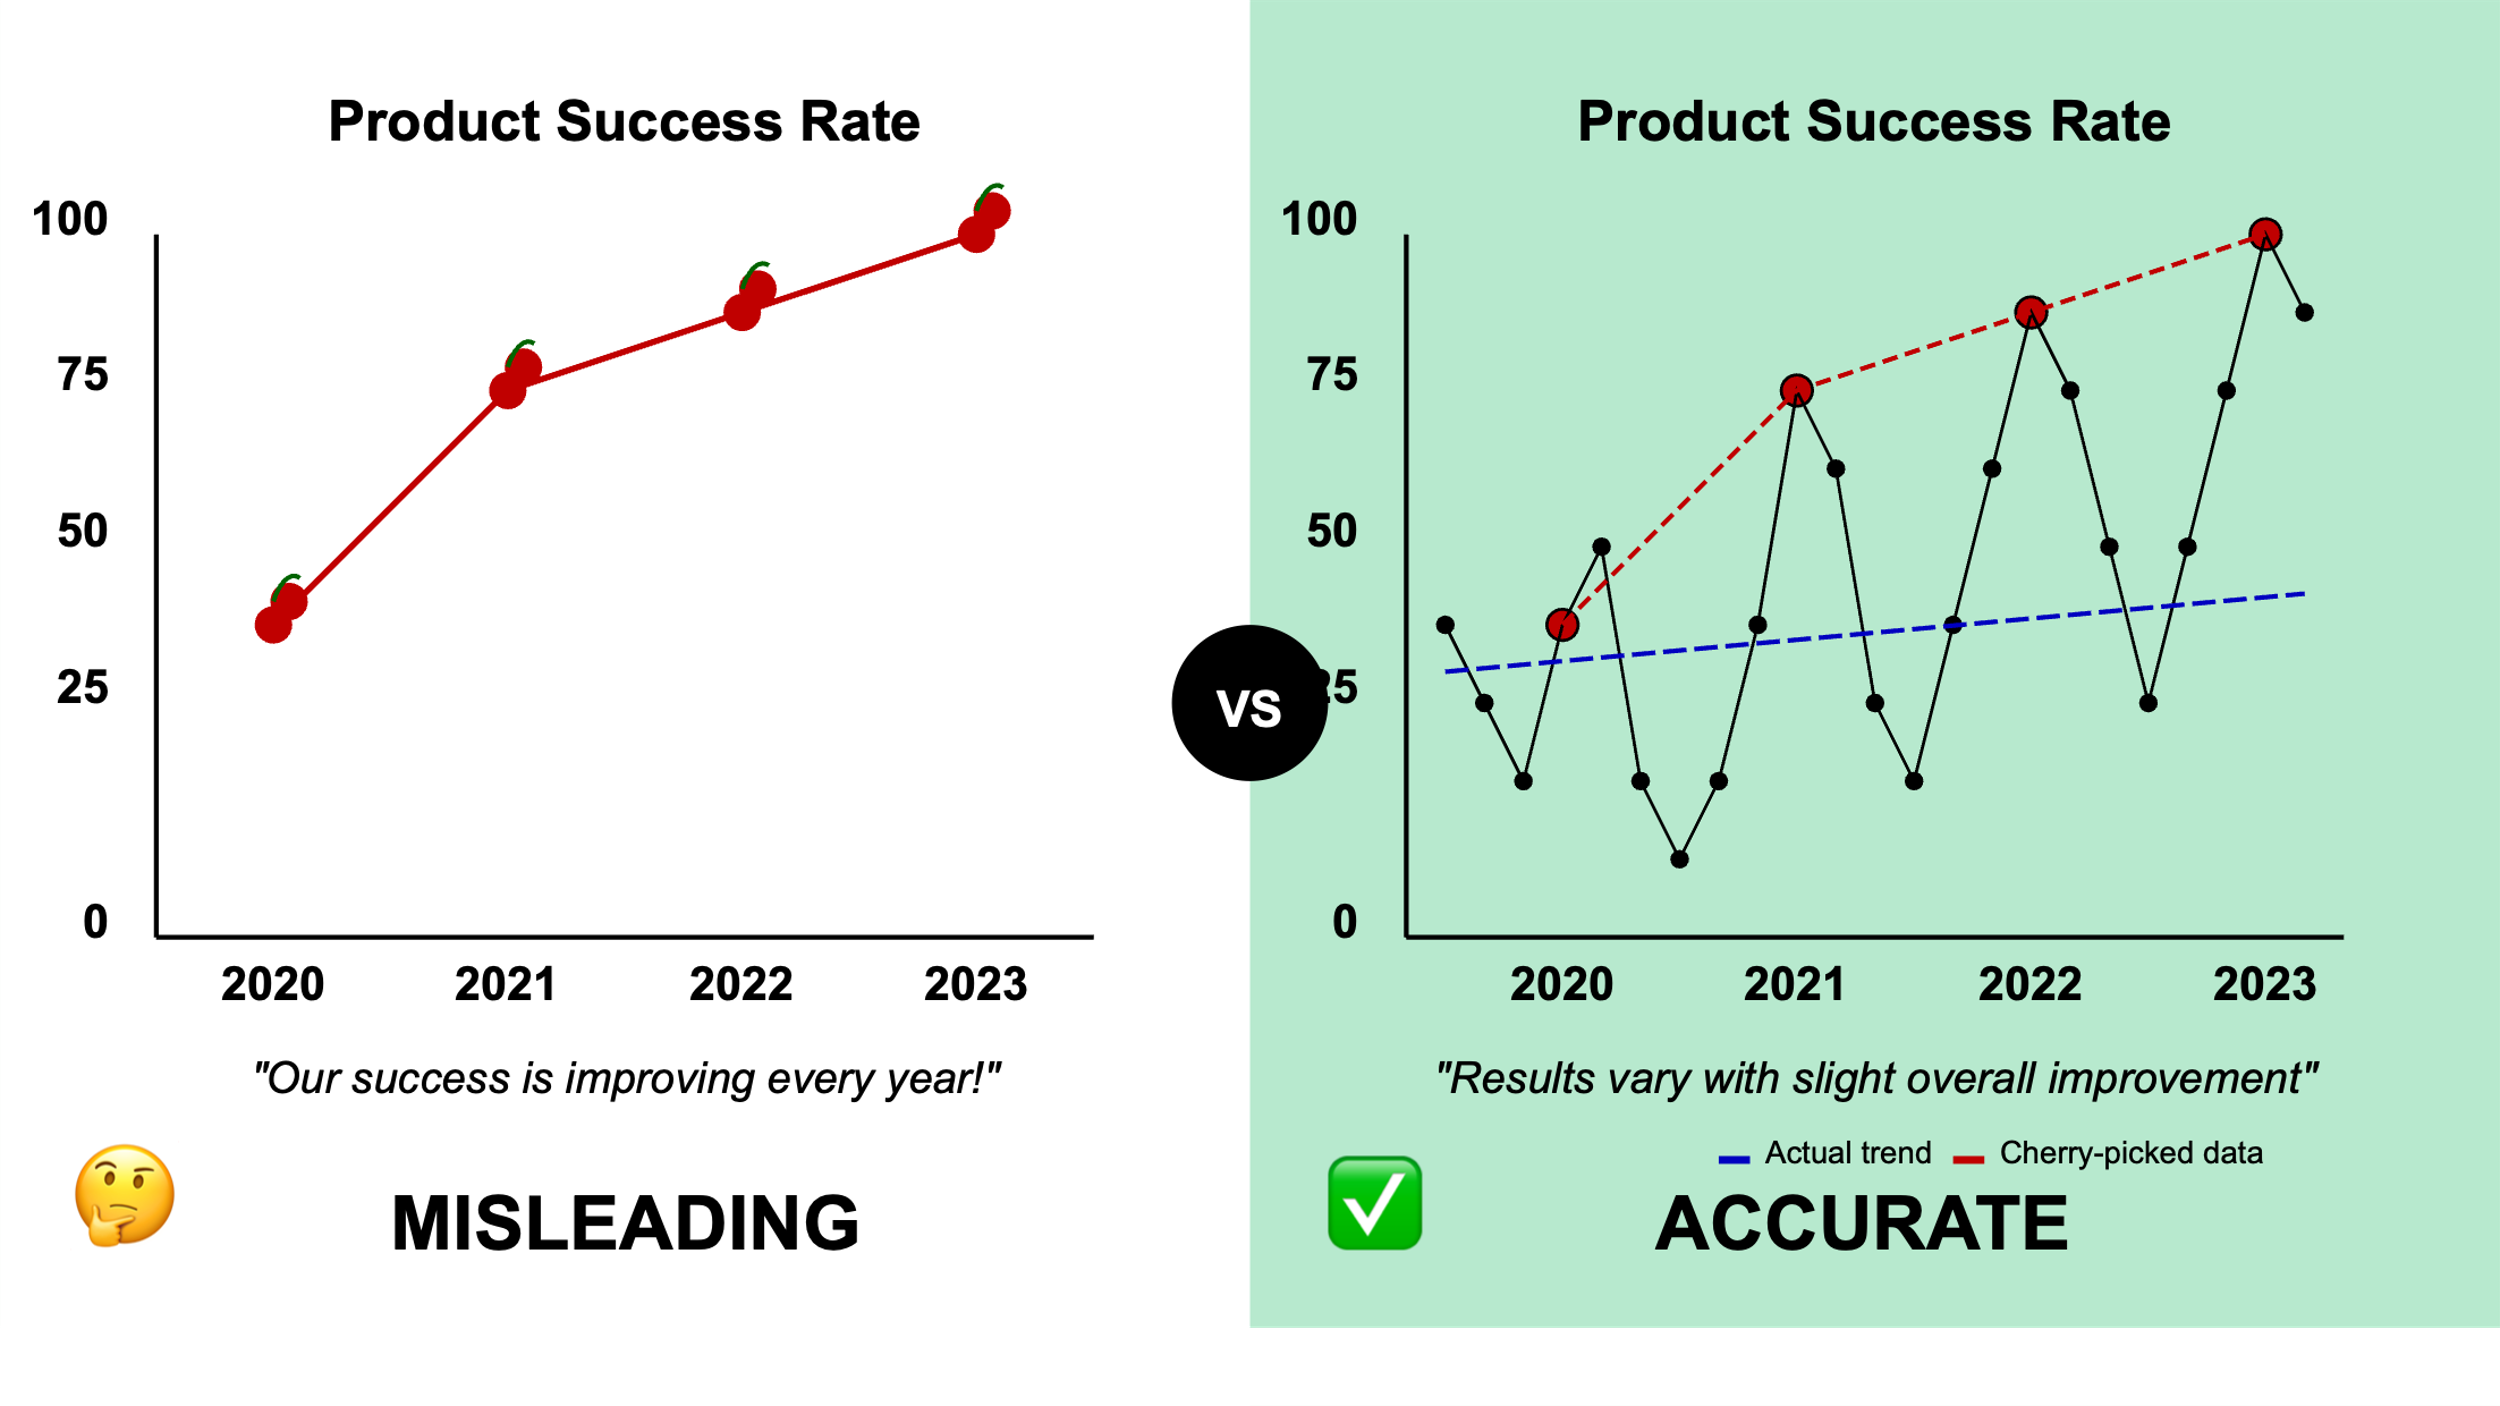 Product Success Rate
100
75
50
25
0
2020 2021 2022 2023
"Our success is improving every year!"
MISLEADING
VS
Product Success Rate
100
75
50
5
0
2020 2021 2022 2023
"Results vary with slight overall improvement"
Actual trend Cherry-picked data
ACCURATE